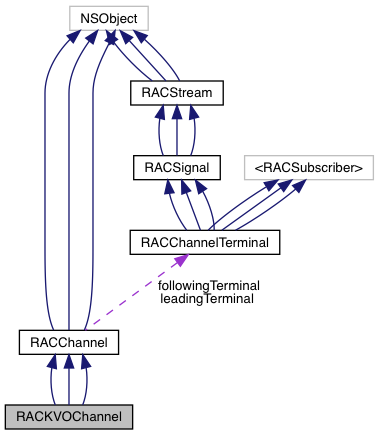 NSObject
RACStream
RACSignal
<RACSubscriber>
RACChannelTerminal
followingTerminal
leadingTerminal
RACChannel
RACKVOChannel